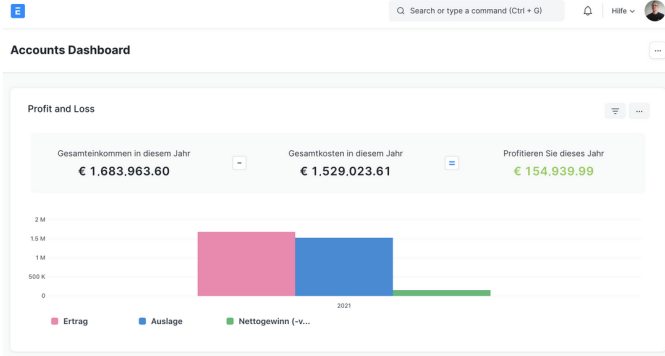 E
Search or type a command (Ctrl + G)
Hilfe
Accounts Dashboard
Profit and Loss
Gesamteinkommen in diesem Jahr
€ 1,683,963.60
-
Gesamtkosten in diesem Jahr
€ 1,529,023.61
=
Profitieren Sie dieses Jahr
€ 154,939.99
2 M
1.5 M
1 M
500 K
0
2021
Ertrag
Auslage
Nettogewinn (-v...